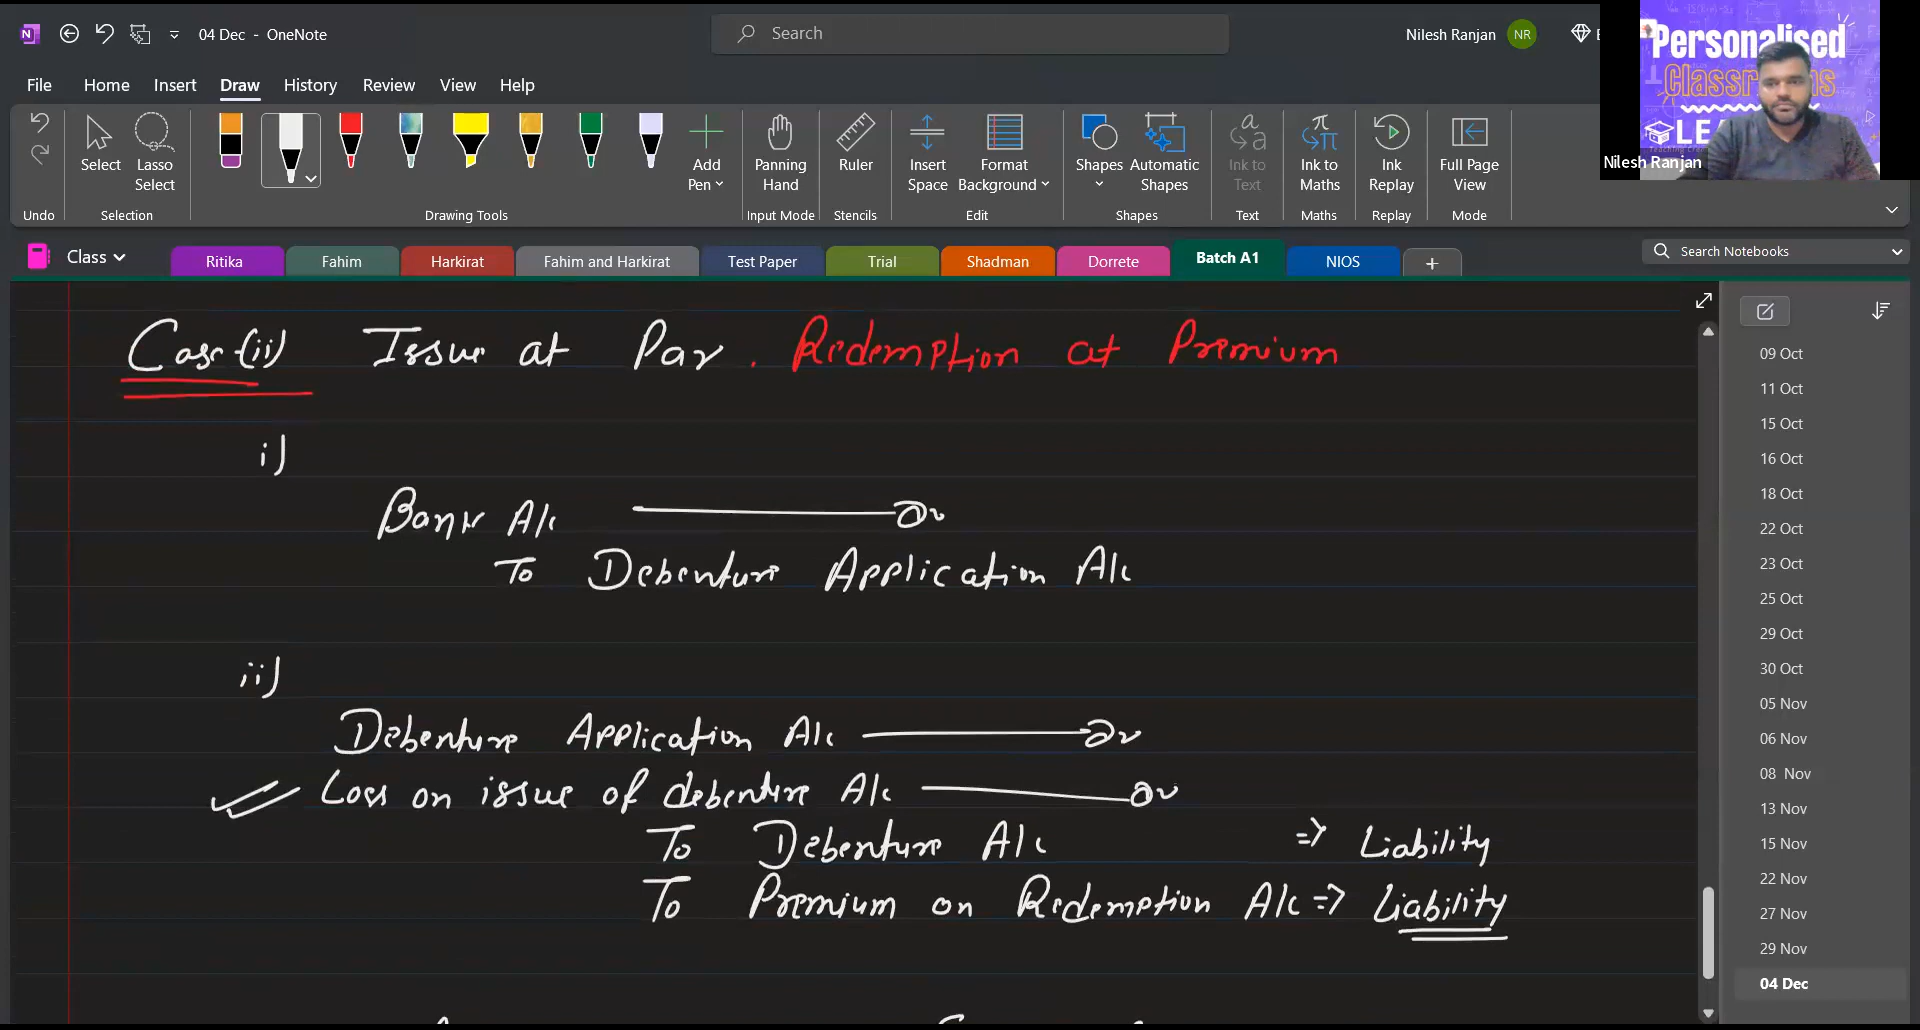 04 Dec - OneNote
Search
Nilesh Ranjan NR
Personalised
Classrooms
LEA
Nilesh Ranjan
File Home Insert Draw History Review View Help
Select Lasso Select Add Pen Panning Hand Ruler Insert Space Format Background Shapes Automatic Shapes Ink to Text Ink to Maths Ink Replay Full Page View
Undo Selection Drawing Tools Input Mode Stencils Edit Shapes Text Maths Replay Mode
Class Ritika Fahim Harkirat Fahim and Harkirat Test Paper Trial Shadman Dorrete Batch A1 NIOS + Search Notebooks
Case-(ii) Issue at Par. Redemption at Premium
i)
Bank A/c Dr
To Debenture Application A/c
ii)
Debenture Application A/c Dr
Loss on issue of debenture A/c Dr
To Debenture A/c => Liability
To Premium on Redemption A/c => Liability
09 Oct
11 Oct
15 Oct
16 Oct
18 Oct
22 Oct
23 Oct
25 Oct
29 Oct
30 Oct
05 Nov
06 Nov
08 Nov
13 Nov
15 Nov
22 Nov
27 Nov
29 Nov
04 Dec